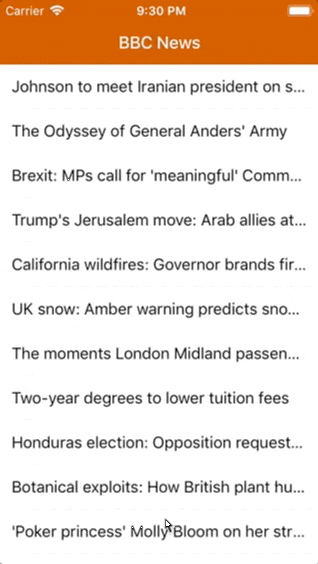 Carrier 9:30 PM
BBC News
Johnson to meet Iranian president on s...
The Odyssey of General Anders' Army
Brexit: MPs call for 'meaningful' Comm...
Trump's Jerusalem move: Arab allies at...
California wildfires: Governor brands fir...
UK snow: Amber warning predicts sno...
The moments London Midland passen...
Two-year degrees to lower tuition fees
Honduras election: Opposition request...
Botanical exploits: How British plant hu...
'Poker princess' Molly Bloom on her str...